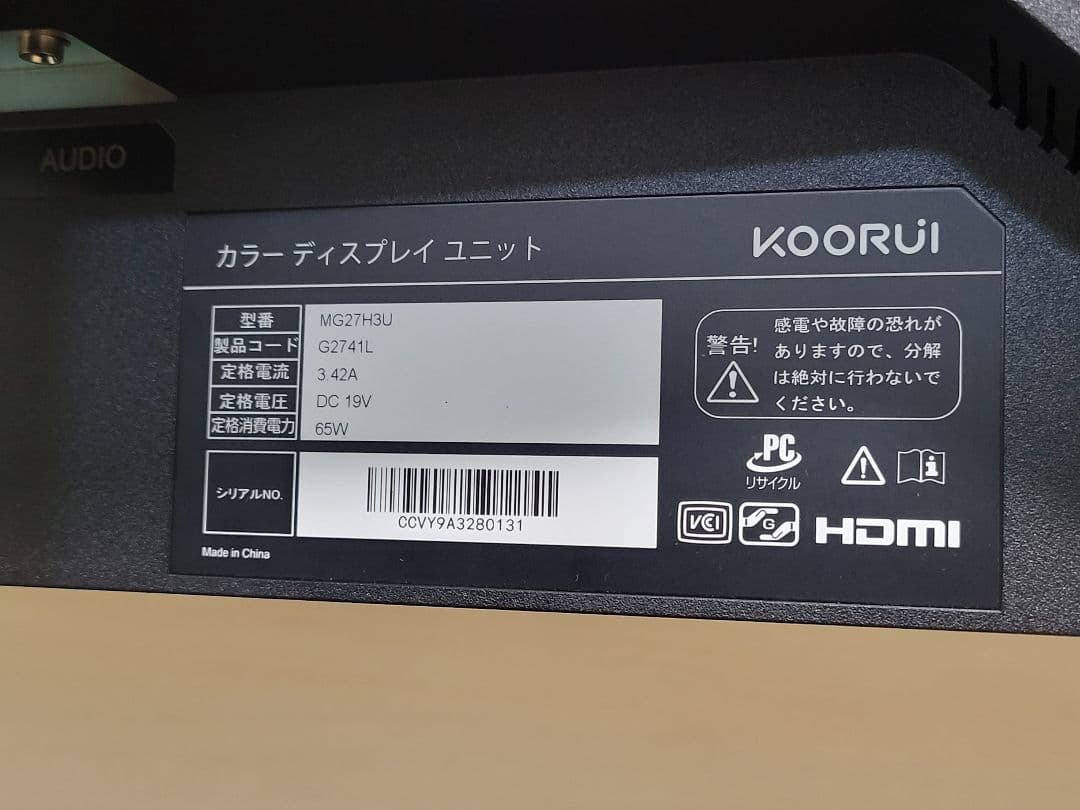 AUDIO
カラー ディスプレイ ユニット
KOORUI
型番 MG27H3U
製品コード G2741L
定格電流 3.42A
定格電圧 DC 19V
定格消費電力 65W
シリアルNO.
CCVY9A3280131
Made in China
警告!
感電や故障の恐れが
ありますので、分解
は絶対に行わないで
ください。
PC
リサイクル
VCCI
G
HDMI